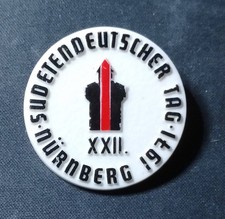 ·SUDETENDEUTSCHER TAG·1971
NÜRNBERG
XXII.